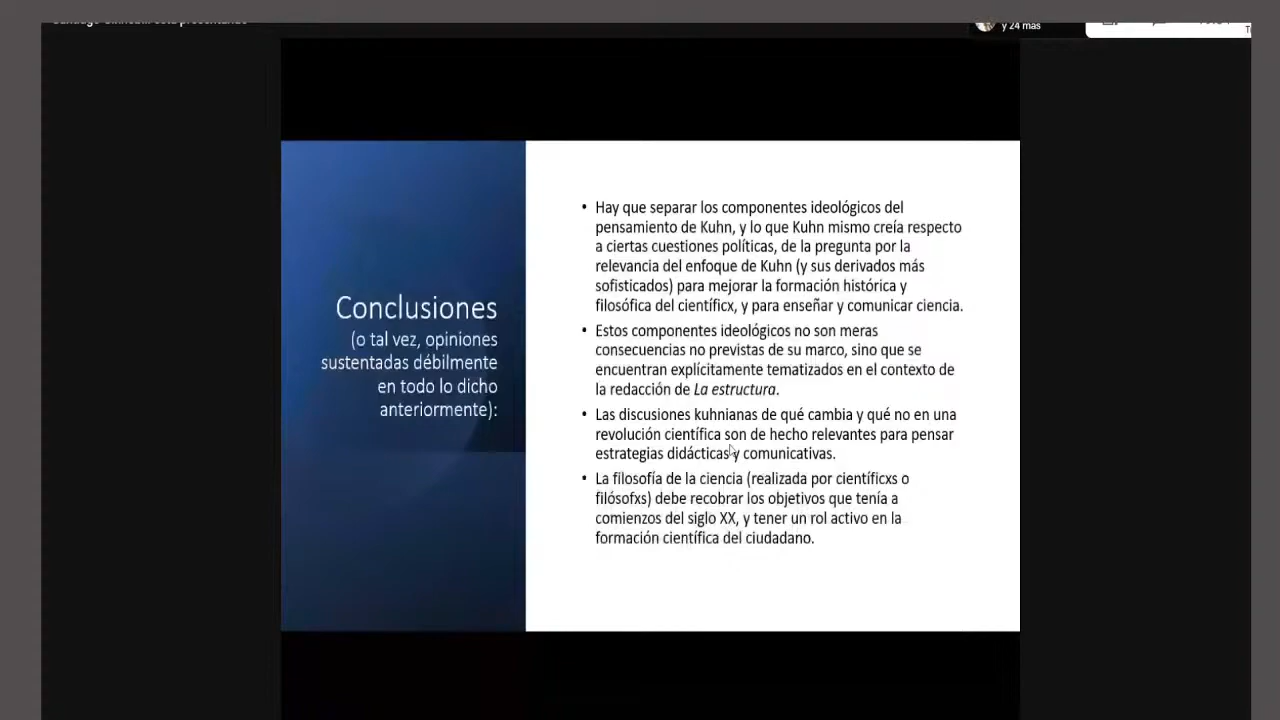 y 24 más
Conclusiones
(o tal vez, opiniones
sustentadas débilmente
en todo lo dicho
anteriormente):
• Hay que separar los componentes ideológicos del
pensamiento de Kuhn, y lo que Kuhn mismo creía respecto
a ciertas cuestiones políticas, de la pregunta por la
relevancia del enfoque de Kuhn (y sus derivados más
sofisticados) para mejorar la formación histórica y
filosófica del científicx, y para enseñar y comunicar ciencia.
• Estos componentes ideológicos no son meras
consecuencias no previstas de su marco, sino que se
encuentran explícitamente tematizados en el contexto de
la redacción de La estructura.
• Las discusiones kuhnianas de qué cambia y qué no en una
revolución científica son de hecho relevantes para pensar
estrategias didácticas y comunicativas.
• La filosofía de la ciencia (realizada por científicxs o
filósofxs) debe recobrar los objetivos que tenía a
comienzos del siglo XX, y tener un rol activo en la
formación científica del ciudadano.